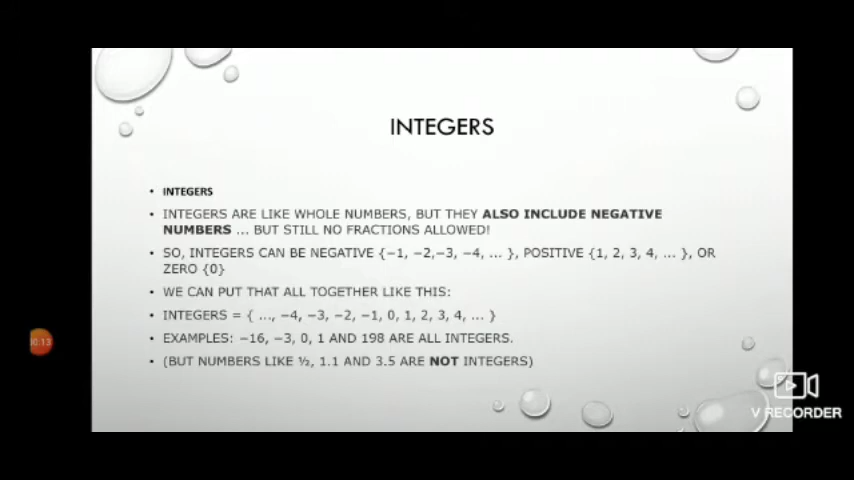 INTEGERS
• INTEGERS
• INTEGERS ARE LIKE WHOLE NUMBERS, BUT THEY ALSO INCLUDE NEGATIVE
NUMBERS ... BUT STILL NO FRACTIONS ALLOWED!
• SO, INTEGERS CAN BE NEGATIVE {−1, −2,−3, −4, ... }, POSITIVE {1, 2, 3, 4, ... }, OR
ZERO {0}
• WE CAN PUT THAT ALL TOGETHER LIKE THIS:
• INTEGERS = { ..., −4, −3, −2, −1, 0, 1, 2, 3, 4, ... }
• EXAMPLES: −16, −3, 0, 1 AND 198 ARE ALL INTEGERS.
• (BUT NUMBERS LIKE ½, 1.1 AND 3.5 ARE NOT INTEGERS)
V RECORDER